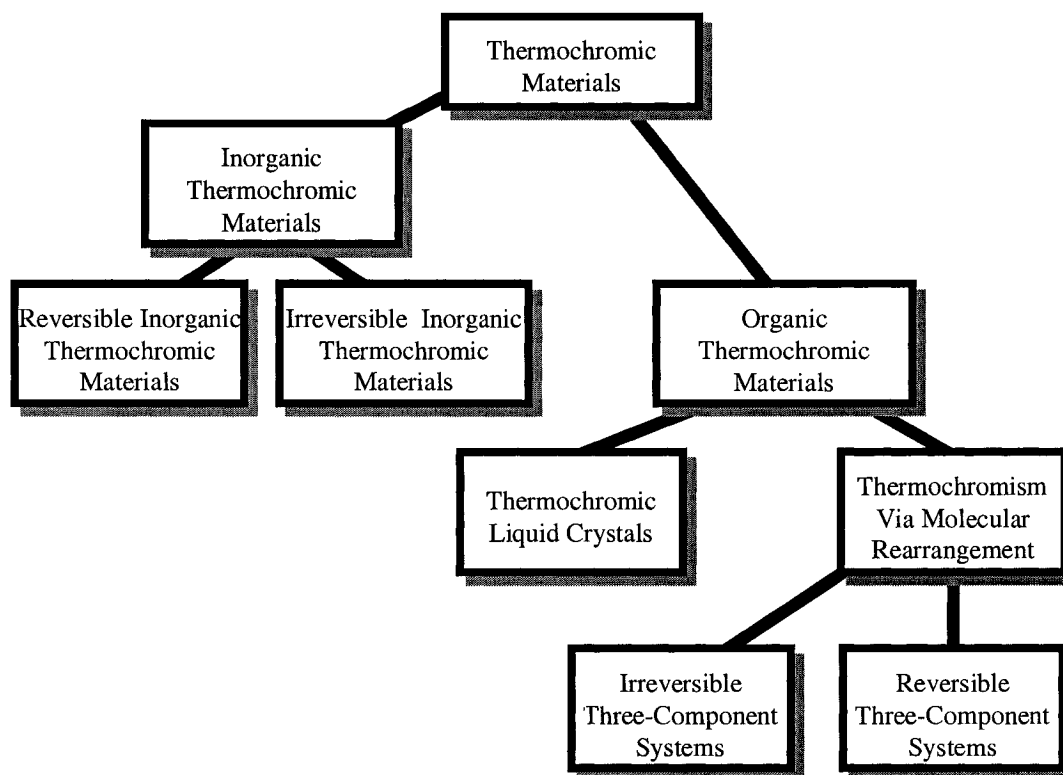 Thermochromic
Materials
Inorganic
Thermochromic
Materials
Reversible Inorganic
Thermochromic
Materials
Irreversible Inorganic
Thermochromic
Materials
Organic
Thermochromic
Materials
Thermochromic
Liquid Crystals
Thermochromism
Via Molecular
Rearrangement
Irreversible
Three-Component
Systems
Reversible
Three-Component
Systems